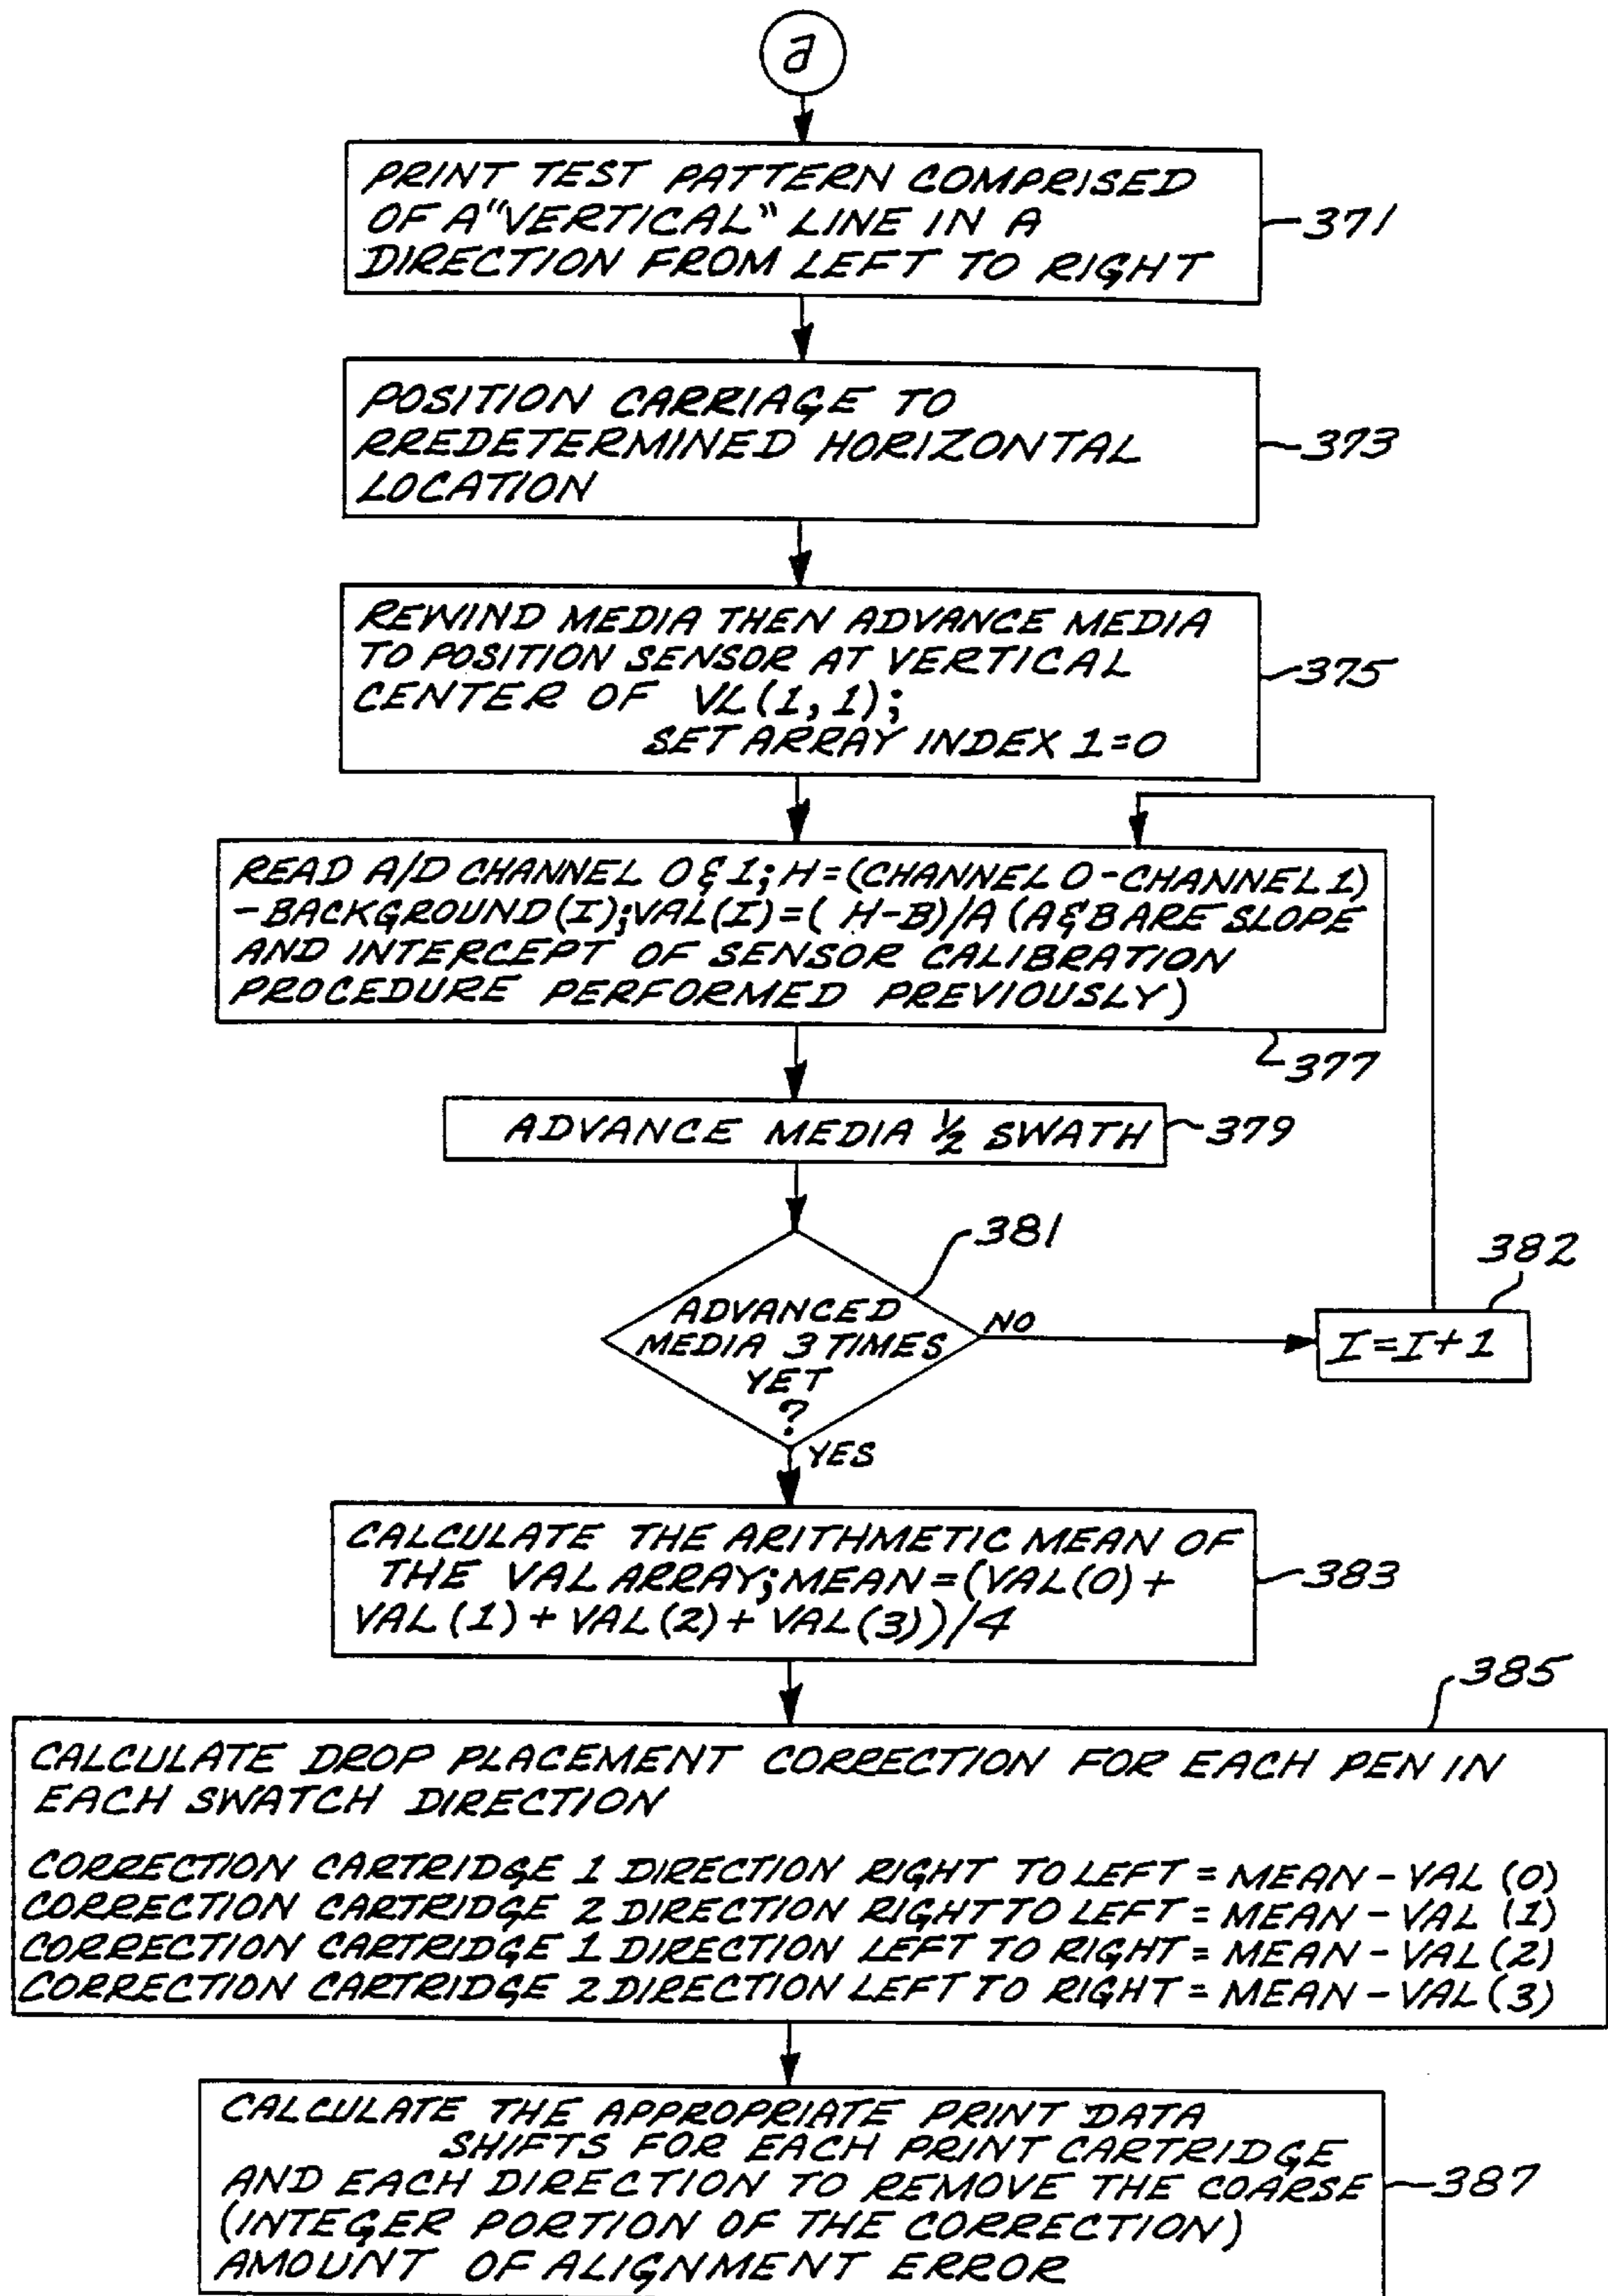 a
PRINT TEST PATTERN COMPRISED
OF A "VERTICAL" LINE IN A
DIRECTION FROM LEFT TO RIGHT
371
POSITION CARRIAGE TO
RREDETERMINED HORIZONTAL
LOCATION
373
REWIND MEDIA THEN ADVANCE MEDIA
TO POSITION SENSOR AT VERTICAL
CENTER OF VL(1,1);
SET ARRAY INDEX 1=0
375
READ A/D CHANNEL 0 & 1; H=(CHANNEL 0-CHANNEL 1)
-BACKGROUND(I); VAL(I)=( H-B)/A (A&B ARE SLOPE
AND INTERCEPT OF SENSOR CALIBRATION
PROCEDURE PERFORMED PREVIOUSLY)
377
ADVANCE MEDIA ½ SWATH
379
381
ADVANCED
MEDIA 3 TIMES
YET
?
NO
382
I=I+1
YES
CALCULATE THE ARITHMETIC MEAN OF
THE VAL ARRAY; MEAN=(VAL(0)+
VAL(1)+ VAL(2)+ VAL(3))/4
383
385
CALCULATE DROP PLACEMENT CORRECTION FOR EACH PEN IN
EACH SWATCH DIRECTION
CORRECTION CARTRIDGE 1 DIRECTION RIGHT TO LEFT = MEAN-VAL (0)
CORRECTION CARTRIDGE 2 DIRECTION RIGHT TO LEFT = MEAN-VAL (1)
CORRECTION CARTRIDGE 1 DIRECTION LEFT TO RIGHT = MEAN-VAL(2)
CORRECTION CARTRIDGE 2 DIRECTION LEFT TO RIGHT = MEAN-VAL(3)
CALCULATE THE APPROPRIATE PRINT DATA
SHIFTS FOR EACH PRINT CARTRIDGE
AND EACH DIRECTION TO REMOVE THE COARSE
(INTEGER PORTION OF THE CORRECTION)
AMOUNT OF ALIGNMENT ERROR
387